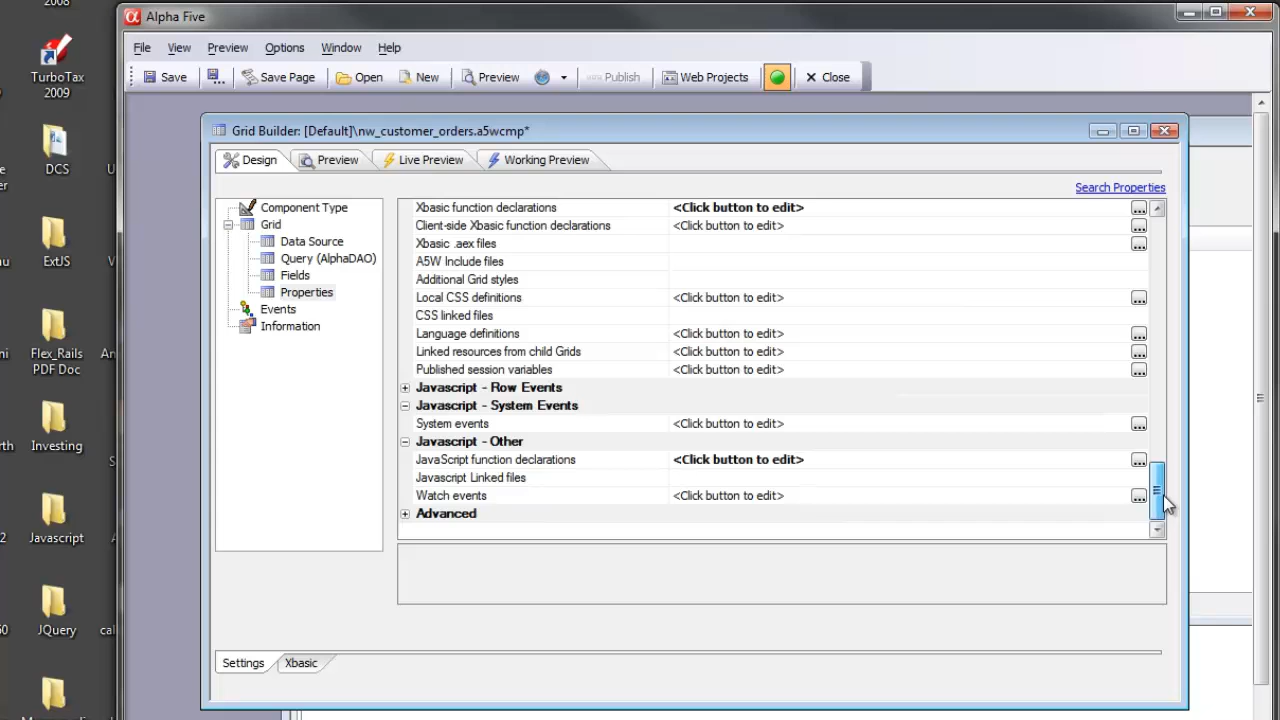 2008
TurboTax
2009
DCS
ExtJS
Flex_Rails
PDF Doc
Investing
Javascript
JQuery
Alpha Five
File View Preview Options Window Help
Save Save Page Open New Preview Publish Web Projects Close
Grid Builder: [Default]\nw_customer_orders.a5wcmp*
Design Preview Live Preview Working Preview
Search Properties
Component Type
Grid
Data Source
Query (AlphaDAO)
Fields
Properties
Events
Information
Xbasic function declarations <Click button to edit> ...
Client-side Xbasic function declarations <Click button to edit> ...
Xbasic .aex files ...
A5W Include files
Additional Grid styles
Local CSS definitions <Click button to edit> ...
CSS linked files
Language definitions <Click button to edit> ...
Linked resources from child Grids <Click button to edit> ...
Published session variables <Click button to edit> ...
Javascript - Row Events
Javascript - System Events
System events <Click button to edit> ...
Javascript - Other
JavaScript function declarations <Click button to edit> ...
Javascript Linked files
Watch events <Click button to edit> ...
Advanced
Settings Xbasic